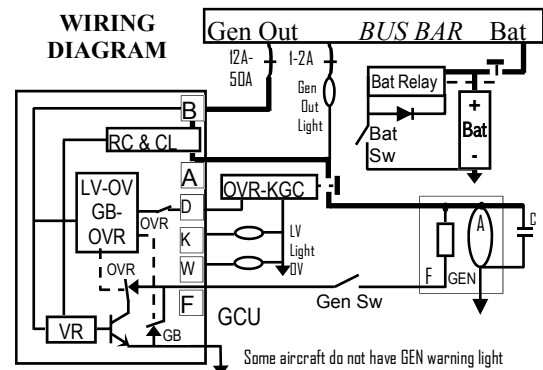 WIRING
DIAGRAM
Gen Out BUS BAR Bat
12A-
50A
1-2A
Gen
Out
Light
Bat Relay
Bat
Sw
+
Bat
-
B
RC & CL
A
LV-OV
GB-
OVR
OVR
D
OVR-KGC
K
LV
Light
OV
W
OVR
F
VR
GB
GCU
Gen Sw
F
GEN
A
C
Some aircraft do not have GEN warning light